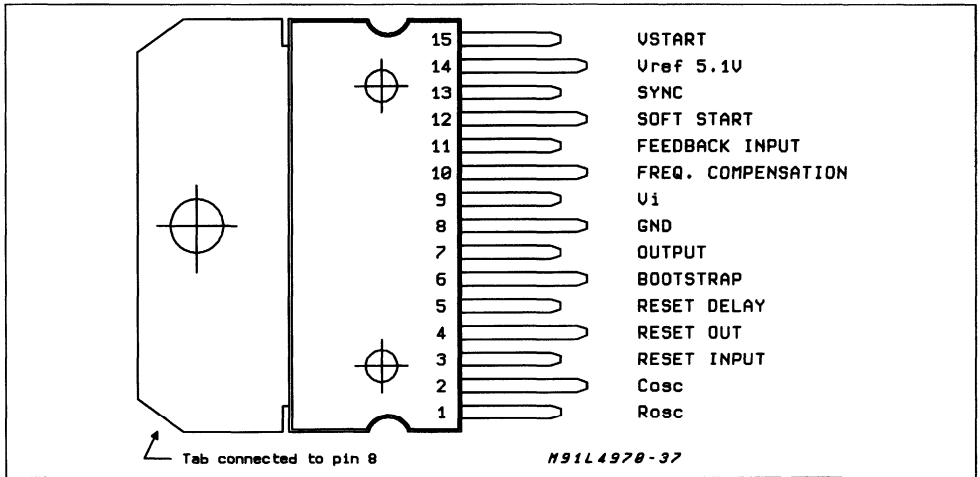 15 VSTART
14 Vref 5.1V
13 SYNC
12 SOFT START
11 FEEDBACK INPUT
10 FREQ. COMPENSATION
9 Vi
8 GND
7 OUTPUT
6 BOOTSTRAP
5 RESET DELAY
4 RESET OUT
3 RESET INPUT
2 Cosc
1 Rosc
Tab connected to pin 8
M91L4970-37